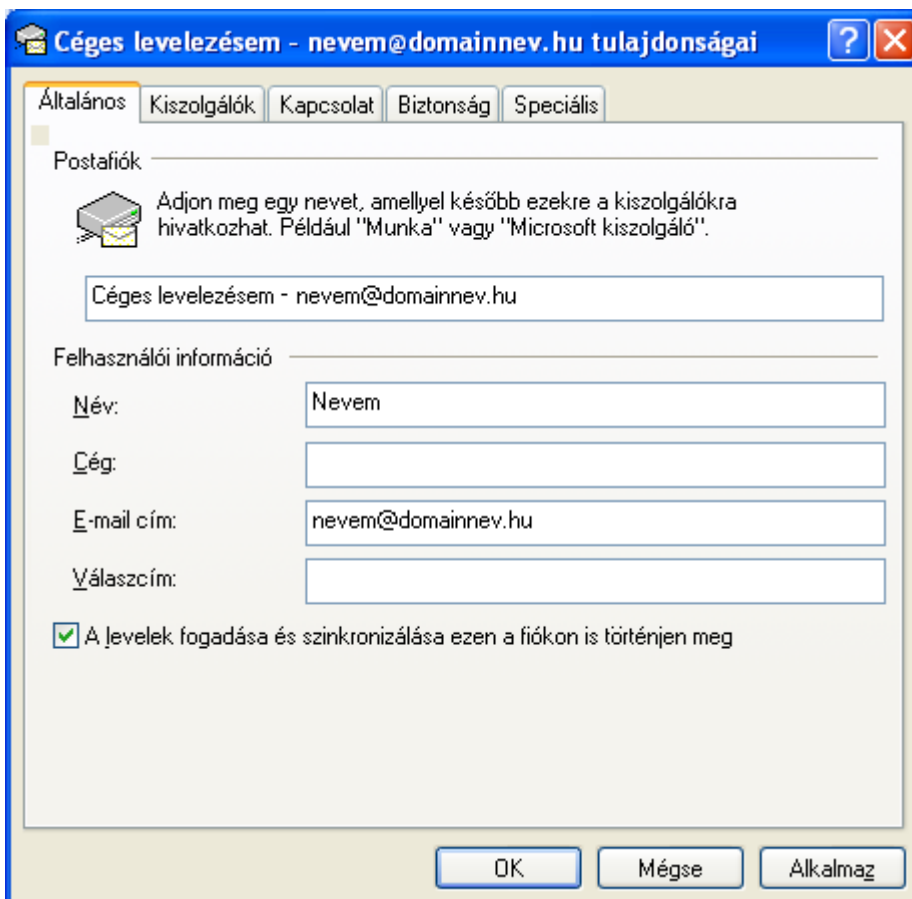 Céges levelezésem - nevem@domainnev.hu tulajdonságai
Általános Kiszolgálók Kapcsolat Biztonság Speciális
Postafiók
Adjon meg egy nevet, amellyel később ezekre a kiszolgálókra
hivatkozhat. Például "Munka" vagy "Microsoft kiszolgáló".
Céges levelezésem - nevem@domainnev.hu
Felhasználói információ
Név: Nevem
Cég:
E-mail cím: nevem@domainnev.hu
Válaszcím:
A levelek fogadása és szinkronizálása ezen a fiókon is történjen meg
OK Mégse Alkalmaz